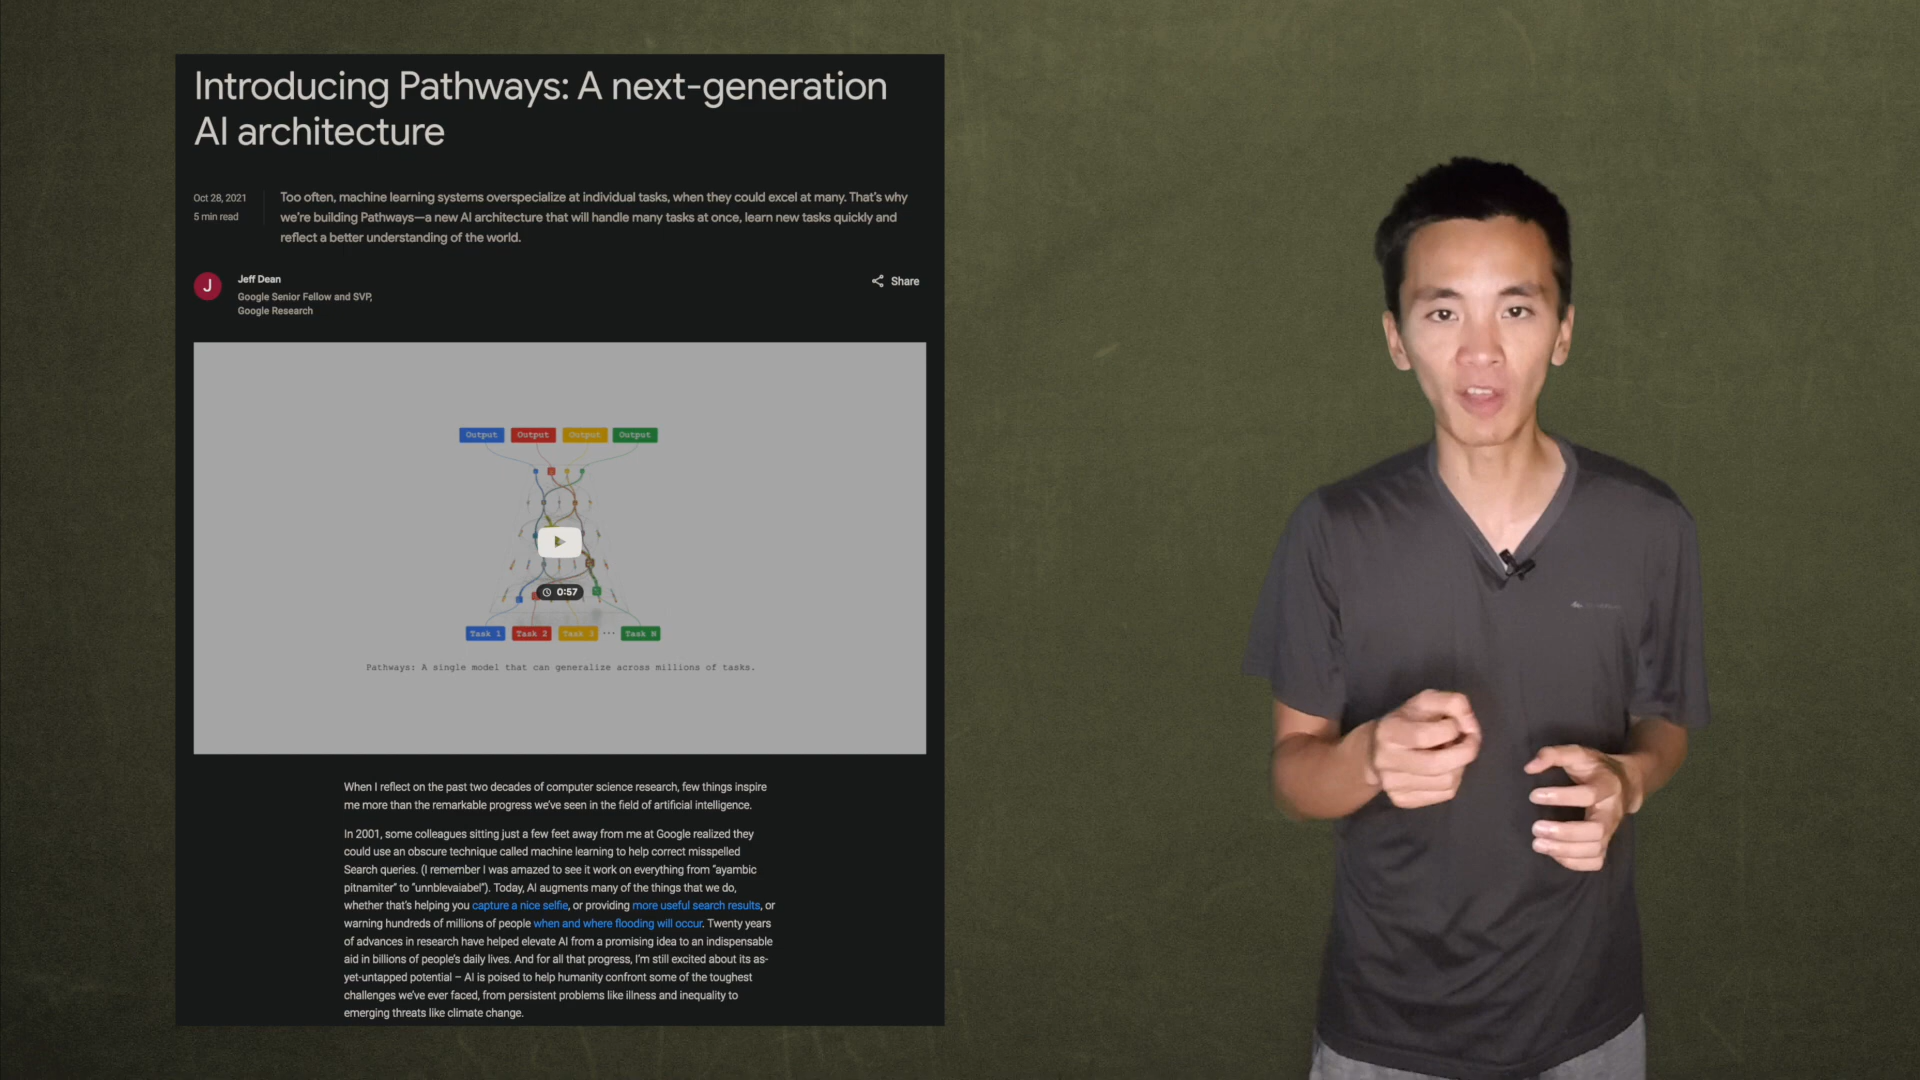 Introducing Pathways: A next-generation
AI architecture
Oct 28, 2021
5 min read
Too often, machine learning systems overspecialize at individual tasks, when they could excel at many. That's why
we're building Pathways—a new AI architecture that will handle many tasks at once, learn new tasks quickly and
reflect a better understanding of the world.
J
Jeff Dean
Google Senior Fellow and SVP,
Google Research
Share
Output Output Output Output
0:57
Task 1 Task 2 Task 3 ... Task N
Pathways: A single model that can generalize across millions of tasks.
When I reflect on the past two decades of computer science research, few things inspire
me more than the remarkable progress we've seen in the field of artificial intelligence.
In 2001, some colleagues sitting just a few feet away from me at Google realized they
could use an obscure technique called machine learning to help correct misspelled
Search queries. (I remember I was amazed to see it work on everything from “ayambic
pitnamiter” to “unnblevaiabel”). Today, AI augments many of the things that we do,
whether that's helping you capture a nice selfie, or providing more useful search results, or
warning hundreds of millions of people when and where flooding will occur. Twenty years
of advances in research have helped elevate AI from a promising idea to an indispensable
aid in billions of people's daily lives. And for all that progress, I'm still excited about its as-
yet-untapped potential – AI is poised to help humanity confront some of the toughest
challenges we've ever faced, from persistent problems like illness and inequality to
emerging threats like climate change.